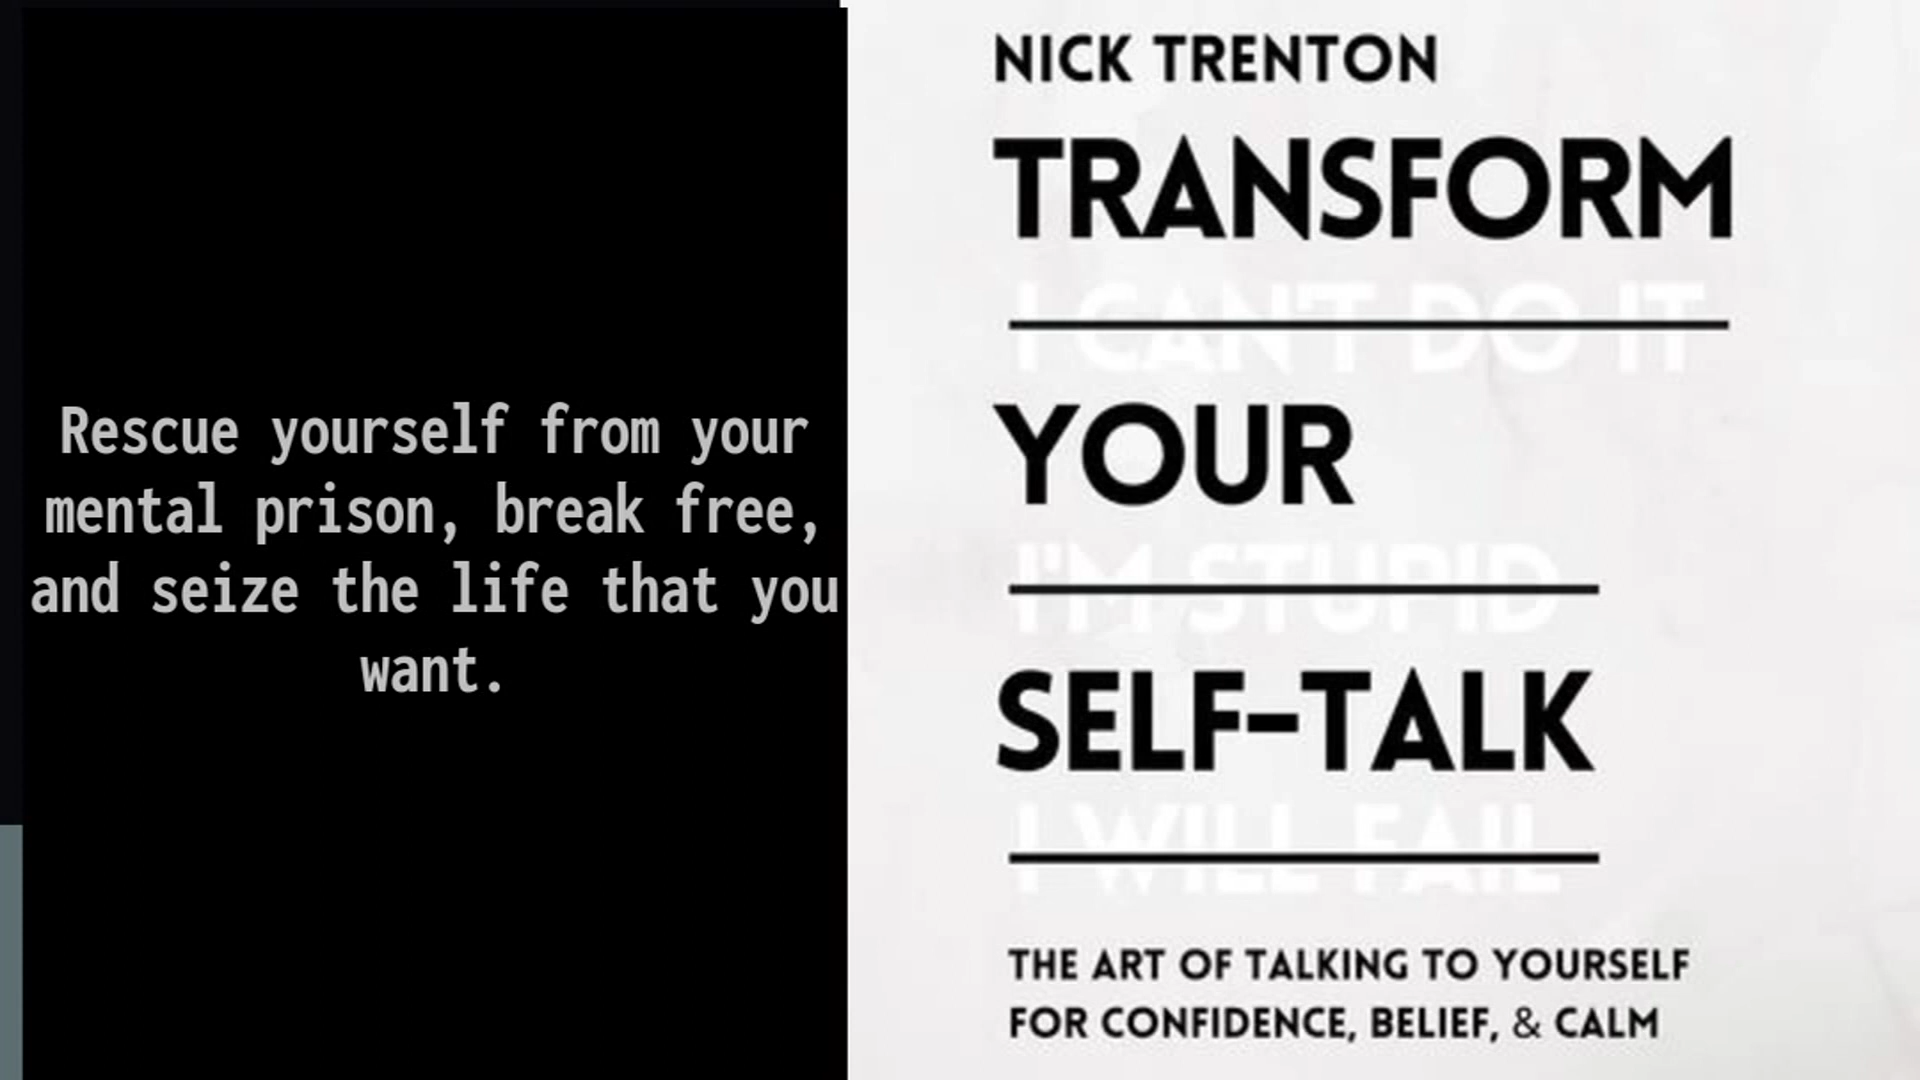 Rescue yourself from your
mental prison, break free,
and seize the life that you
want.
NICK TRENTON
TRANSFORM
I CAN'T DO IT
YOUR
I'M STUPID
SELF-TALK
I WILL FAIL
THE ART OF TALKING TO YOURSELF
FOR CONFIDENCE, BELIEF, & CALM